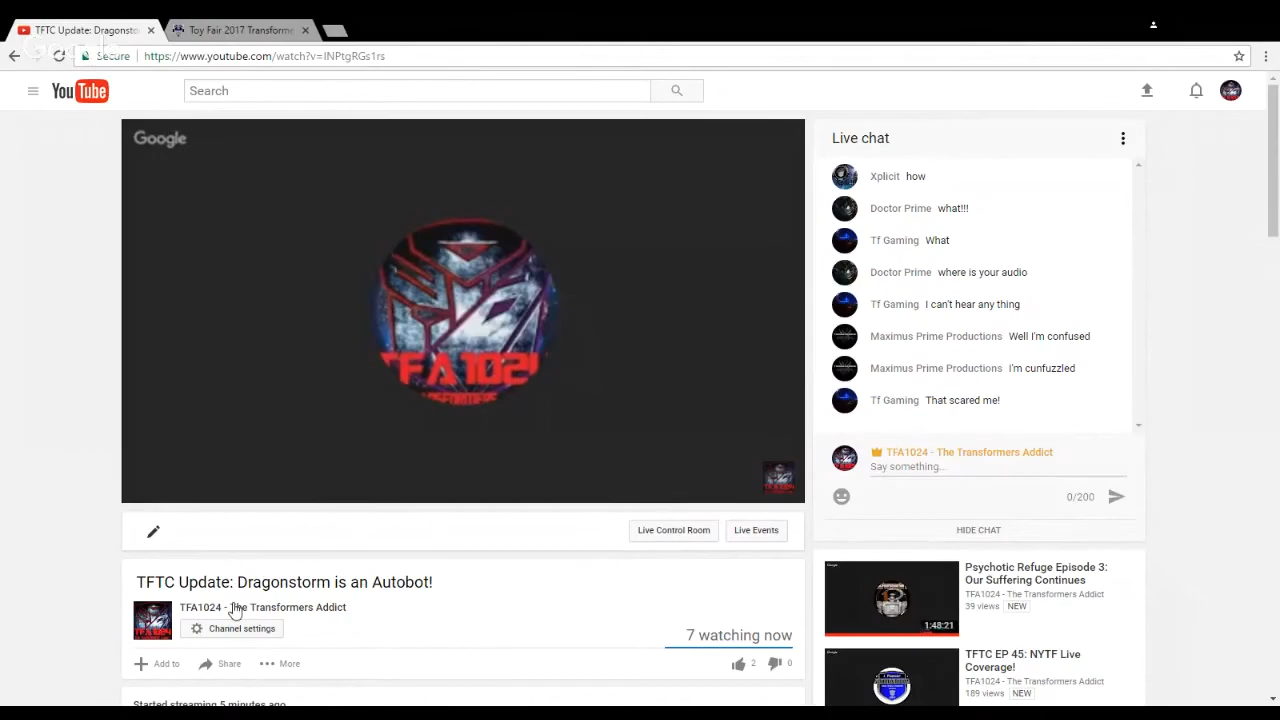 TFTC Update: Dragonsto
Toy Fair 2017 Transforme
Secure https://www.youtube.com/watch?v=INPtgRGs1rs
YouTube
Search
Google
TFA1024
Live chat
Xplicit how
Doctor Prime what!!!
Tf Gaming What
Doctor Prime where is your audio
Tf Gaming I can't hear any thing
Maximus Prime Productions Well I'm confused
Maximus Prime Productions I'm cunfuzzled
Tf Gaming That scared me!
TFA1024 - The Transformers Addict
Say something...
0/200
HIDE CHAT
Live Control Room
Live Events
TFTC Update: Dragonstorm is an Autobot!
TFA1024 - The Transformers Addict
Channel settings
7 watching now
Add to
Share
More
2
0
Started streaming 5 minutes ago
Psychotic Refuge Episode 3:
Our Suffering Continues
TFA1024 - The Transformers Addict
39 views NEW
1:48:21
TFTC EP 45: NYTF Live
Coverage!
TFA1024 - The Transformers Addict
189 views NEW